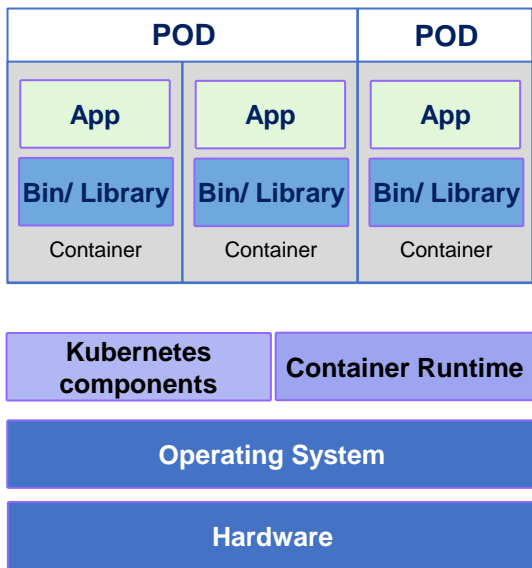 POD
POD
App
App
App
Bin/ Library
Bin/ Library
Bin/ Library
Container
Container
Container
Kubernetes
components
Container Runtime
Operating System
Hardware